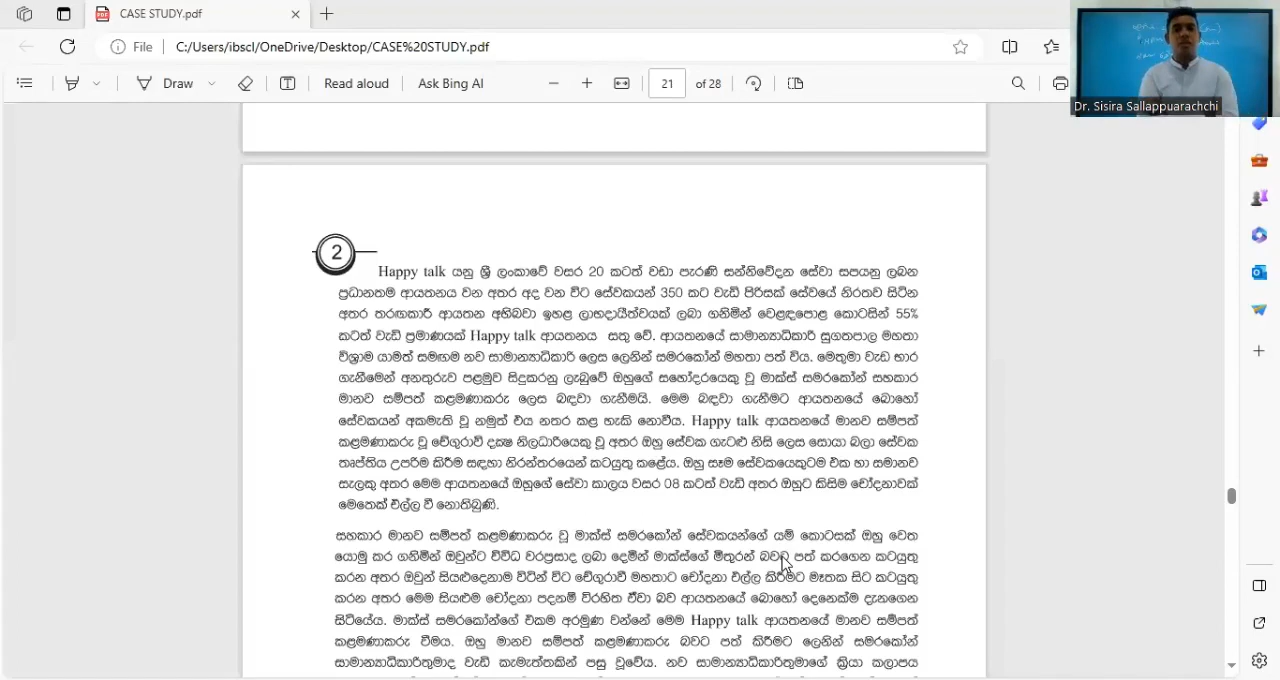 CASE STUDY.pdf
File C:/Users/ibscl/OneDrive/Desktop/CASE%20STUDY.pdf
Draw Read aloud Ask Bing AI 21 of 28
Dr. Sisira Sallappuarachchi
2
Happy talk යනු ශ්‍රී ලංකාවේ වසර 20 කටත් වඩා පැරණි සන්නිවේදන සේවා සපයනු ලබන
ප්‍රධානතම ආයතනය වන අතර අද වන විට සේවකයන් 350 කට වැඩි පිරිසක් සේවයේ නිරතව සිටින
අතර තරඟකාරී ආයතන අභිබවා ඉහළ ලාභදායීත්වයක් ලබා ගනිමින් වෙළඳපොළ කොටසින් 55%
කටත් වැඩි ප්‍රමාණයක් Happy talk ආයතනය සතු වේ. ආයතනයේ සාමාන්‍යාධිකාරී සුගතපාල මහතා
විශ්‍රාම යාමත් සමඟම නව සාමාන්‍යාධිකාරි ලෙස ලෙනින් සමරකෝන් මහතා පත් විය. මෙතුමා වැඩ භාර
ගැනීමෙන් අනතුරුව පළමුව සිදුකරනු ලැබුවේ ඔහුගේ සහෝදරයෙකු වූ මාක්ස් සමරකෝන් සහකාර
මානව සම්පත් කළමණාකරු ලෙස බඳවා ගැනීමයි. මෙම බඳවා ගැනීමට ආයතනයේ බොහෝ
සේවකයන් අකමැති වූ නමුත් එය නතර කළ හැකි නොවීය. Happy talk ආයතනයේ මානව සම්පත්
කළමණාකරු වූ චේගුරාවී දක්ෂ නිලධාරියෙකු වූ අතර ඔහු සේවක ගැටළු නිසි ලෙස සොයා බලා සේවක
තෘප්තිය උපරිම කිරීම සඳහා නිරන්තරයෙන් කටයුතු කළේය. ඔහු සෑම සේවකයෙකුටම එක හා සමානව
සැලකූ අතර මෙම ආයතනයේ ඔහුගේ සේවා කාලය වසර 08 කටත් වැඩි අතර ඔහුට කිසිම චෝදනාවක්
මෙතෙක් එල්ල වී නොතිබුණි.
සහකාර මානව සම්පත් කළමණාකරු වූ මාක්ස් සමරකෝන් සේවකයන්ගේ යම් කොටසක් ඔහු වෙත
යොමු කර ගනිමින් ඔවුන්ට විවිධ වරප්‍රසාද ලබා දෙමින් මාක්ස්ගේ මිතුරන් බවට පත් කරගෙන කටයුතු
කරන අතර ඔවුන් සියළුදෙනාම විටින් විට චේගුරාවී මහතාට චෝදනා එල්ල කිරීමට මෑතක සිට කටයුතු
කරන අතර මෙම සියළුම චෝදනා පදනම් විරහිත ඒවා බව ආයතනයේ බොහෝ දෙනෙක්ම දැනගෙන
සිටියේය. මාක්ස් සමරකෝන්ගේ එකම අරමුණ වන්නේ මෙම Happy talk ආයතනයේ මානව සම්පත්
කළමණාකරු වීමය. ඔහු මානව සම්පත් කළමණාකරු බවට පත් කිරීමට ලෙනින් සමරකෝන්
සාමාන්‍යාධිකාරිතුමාද වැඩි කැමැත්තකින් පසු වූවේය. නව සාමාන්‍යාධිකාරිතුමාගේ ක්‍රියා කලාපය